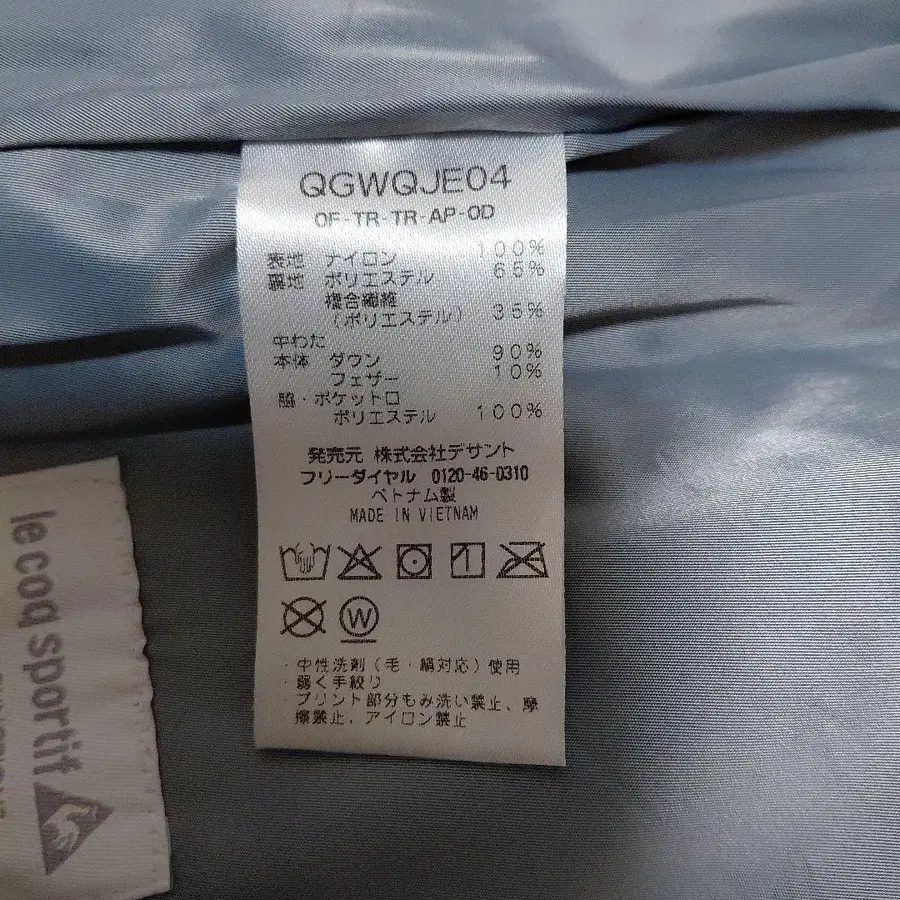 QGWQJE04
OF-TR-TR-AP-OD
表地 ナイロン 100%
裏地 ポリエステル 65%
複合繊維
(ポリエステル) 35%
中わた
本体 ダウン 90%
フェザー 10%
脇・ポケット口
ポリエステル 100%
発売元 株式会社デサント
フリーダイヤル 0120-46-0310
ベトナム製
MADE IN VIETNAM
W
・中性洗剤(毛・絹対応)使用
・弱く手絞り
プリント部分もみ洗い禁止、摩
擦禁止、アイロン禁止
le coq sportif